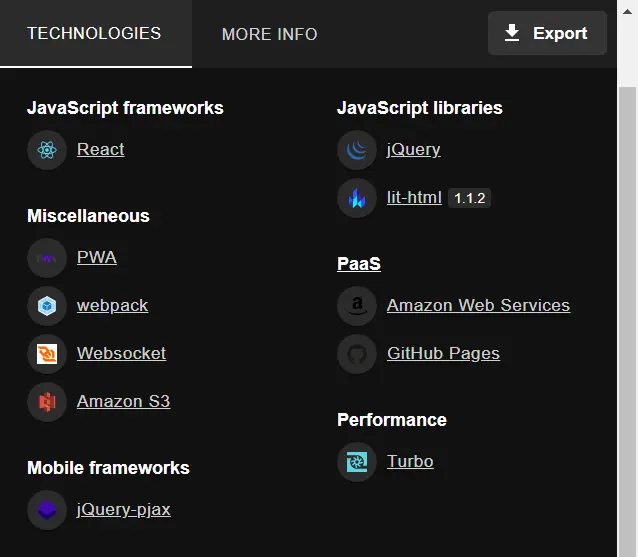 TECHNOLOGIES
MORE INFO
Export
JavaScript frameworks
React
Miscellaneous
PWA
webpack
Websocket
Amazon S3
Mobile frameworks
jQuery-pjax
JavaScript libraries
jQuery
lit-html 1.1.2
PaaS
Amazon Web Services
GitHub Pages
Performance
Turbo